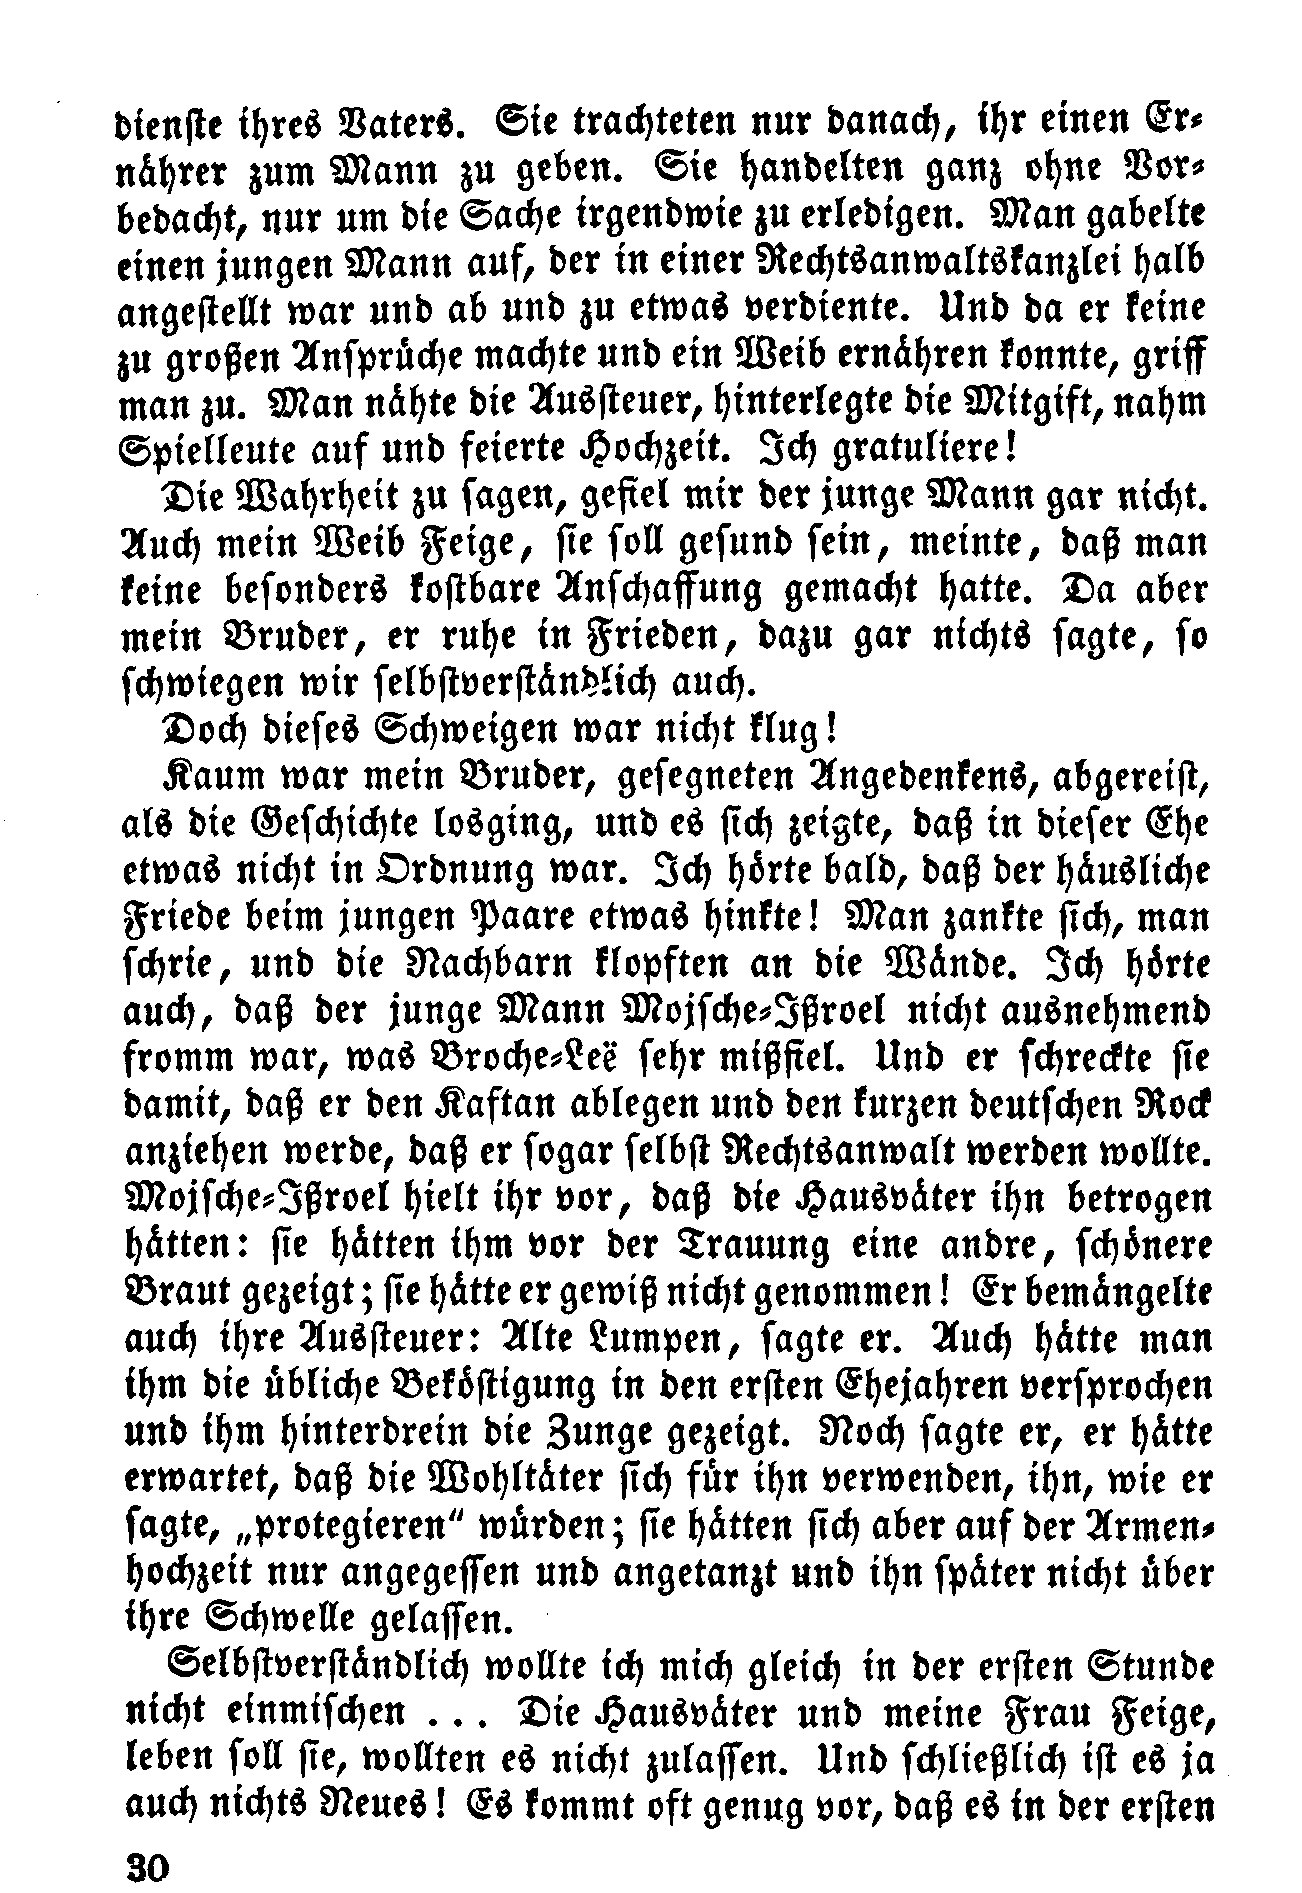 dienste ihres Vaters. Sie trachteten nur danach, ihr einen Er-
nährer zum Mann zu geben. Sie handelten ganz ohne Vor-
bedacht, nur um die Sache irgendwie zu erledigen. Man gabelte
einen jungen Mann auf, der in einer Rechtsanwaltskanzlei halb
angestellt war und ab und zu etwas verdiente. Und da er keine
zu großen Ansprüche machte und ein Weib ernähren konnte, griff
man zu. Man nähte die Aussteuer, hinterlegte die Mitgift, nahm
Spielleute auf und feierte Hochzeit. Ich gratuliere!
Die Wahrheit zu sagen, gefiel mir der junge Mann gar nicht.
Auch mein Weib Feige, sie soll gesund sein, meinte, daß man
keine besonders kostbare Anschaffung gemacht hatte. Da aber
mein Bruder, er ruhe in Frieden, dazu gar nichts sagte, so
schwiegen wir selbstverständlich auch.
Doch dieses Schweigen war nicht klug!
Kaum war mein Bruder, gesegneten Angedenkens, abgereist,
als die Geschichte losging, und es sich zeigte, daß in dieser Ehe
etwas nicht in Ordnung war. Ich hörte bald, daß der häusliche
Friede beim jungen Paare etwas hinkte! Man zankte sich, man
schrie, und die Nachbarn klopften an die Wände. Ich hörte
auch, daß der junge Mann Mojsche-Ißroel nicht ausnehmend
fromm war, was Broche-Leë sehr mißfiel. Und er schreckte sie
damit, daß er den Kaftan ablegen und den kurzen deutschen Rock
anziehen werde, daß er sogar selbst Rechtsanwalt werden wollte.
Mojsche-Ißroel hielt ihr vor, daß die Hausväter ihn betrogen
hätten: sie hätten ihm vor der Trauung eine andre, schönere
Braut gezeigt; sie hätte er gewiß nicht genommen! Er bemängelte
auch ihre Aussteuer: Alte Lumpen, sagte er. Auch hätte man
ihm die übliche Beköstigung in den ersten Ehejahren versprochen
und ihm hinterdrein die Zunge gezeigt. Noch sagte er, er hätte
erwartet, daß die Wohltäter sich für ihn verwenden, ihn, wie er
sagte, „protegieren“ würden; sie hätten sich aber auf der Armen-
hochzeit nur angegessen und angetanzt und ihn später nicht über
ihre Schwelle gelassen.
Selbstverständlich wollte ich mich gleich in der ersten Stunde
nicht einmischen ... Die Hausväter und meine Frau Feige,
leben soll sie, wollten es nicht zulassen. Und schließlich ist es ja
auch nichts Neues! Es kommt oft genug vor, daß es in der ersten
30